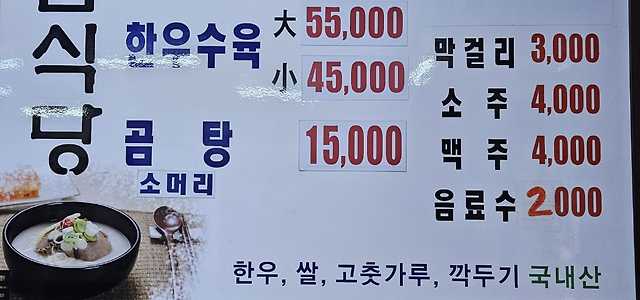 식당
한우수육 大 55,000
小 45,000
곰탕 15,000
소머리
막걸리 3,000
소주 4,000
맥주 4,000
음료수 2,000
한우, 쌀, 고춧가루, 깍두기 국내산